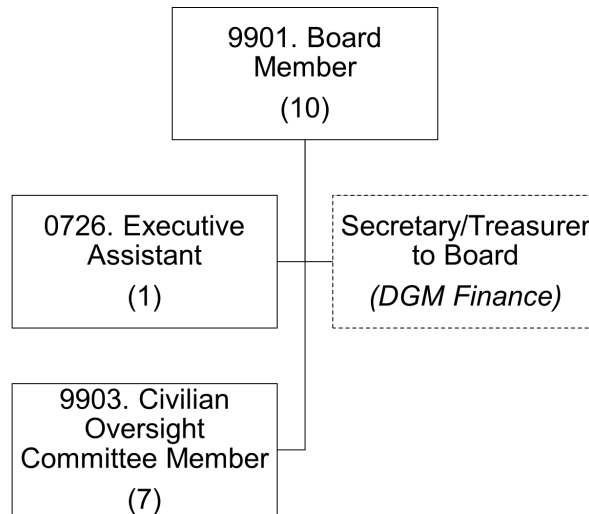 9901. Board
Member
(10)
0726. Executive
Assistant
(1)
Secretary/Treasurer
to Board
(DGM Finance)
9903. Civilian
Oversight
Committee Member
(7)